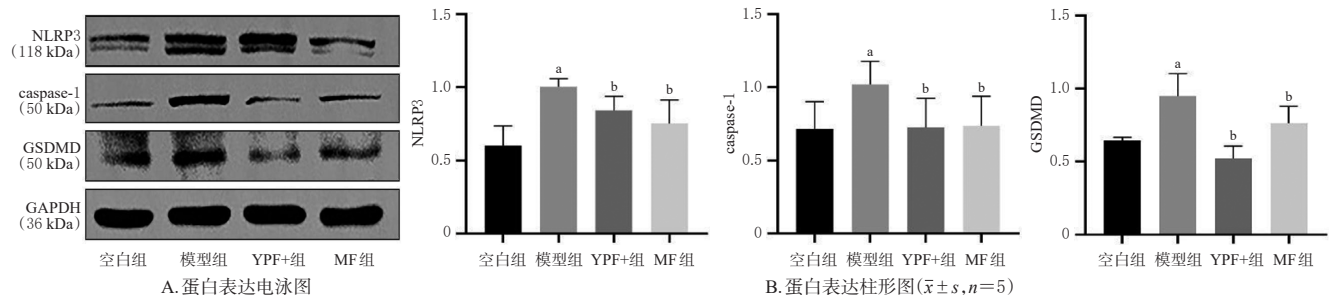 NLRP3
(118 kDa)
caspase-1
(50 kDa)
GSDMD
(50 kDa)
GAPDH
(36 kDa)
空白组 模型组 YPF+组 MF组
A.蛋白表达电泳图
NLRP3
1.5
1.0
0.5
0
a
b
b
空白组 模型组 YPF+组 MF组
caspase-1
1.5
1.0
0.5
0
a
b
b
空白组 模型组 YPF+组 MF组
GSDMD
1.5
1.0
0.5
0
a
b
b
空白组 模型组 YPF+组 MF组
B.蛋白表达柱形图(x̄±s,n=5)